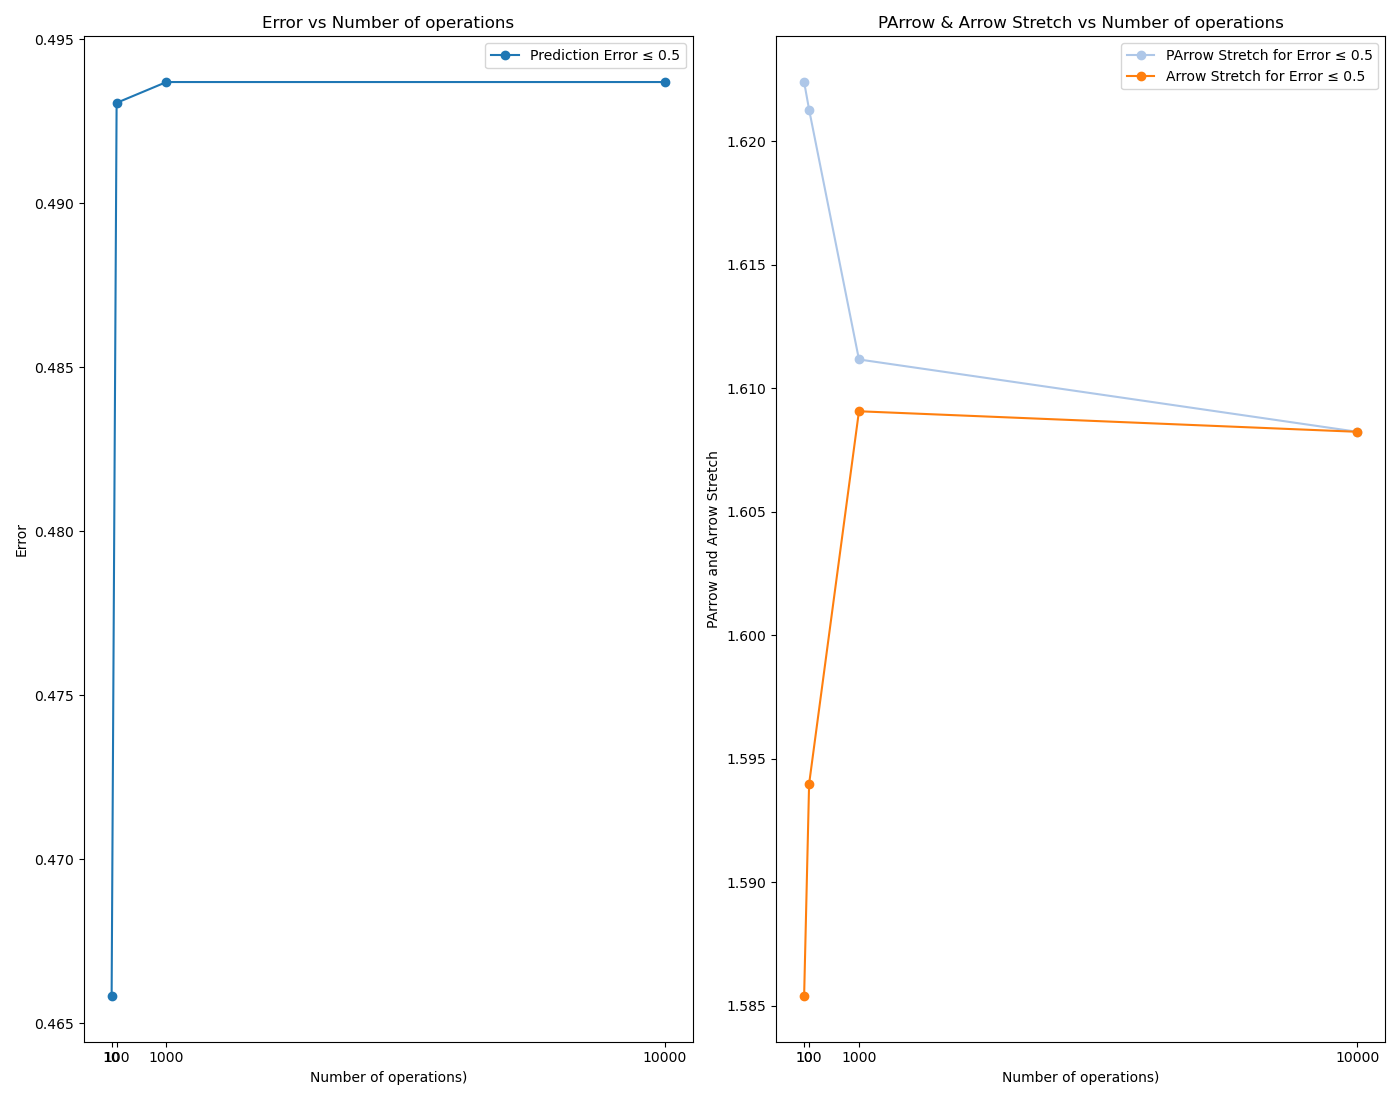 Error vs Number of operations
Prediction Error ≤ 0.5
0.495
0.490
0.485
0.480
0.475
0.470
0.465
Error
10
100
1000
10000
Number of operations)
PArrow & Arrow Stretch vs Number of operations
PArrow Stretch for Error ≤ 0.5
Arrow Stretch for Error ≤ 0.5
1.620
1.615
1.610
1.605
1.600
1.595
1.590
1.585
PArrow and Arrow Stretch
10
100
1000
10000
Number of operations)